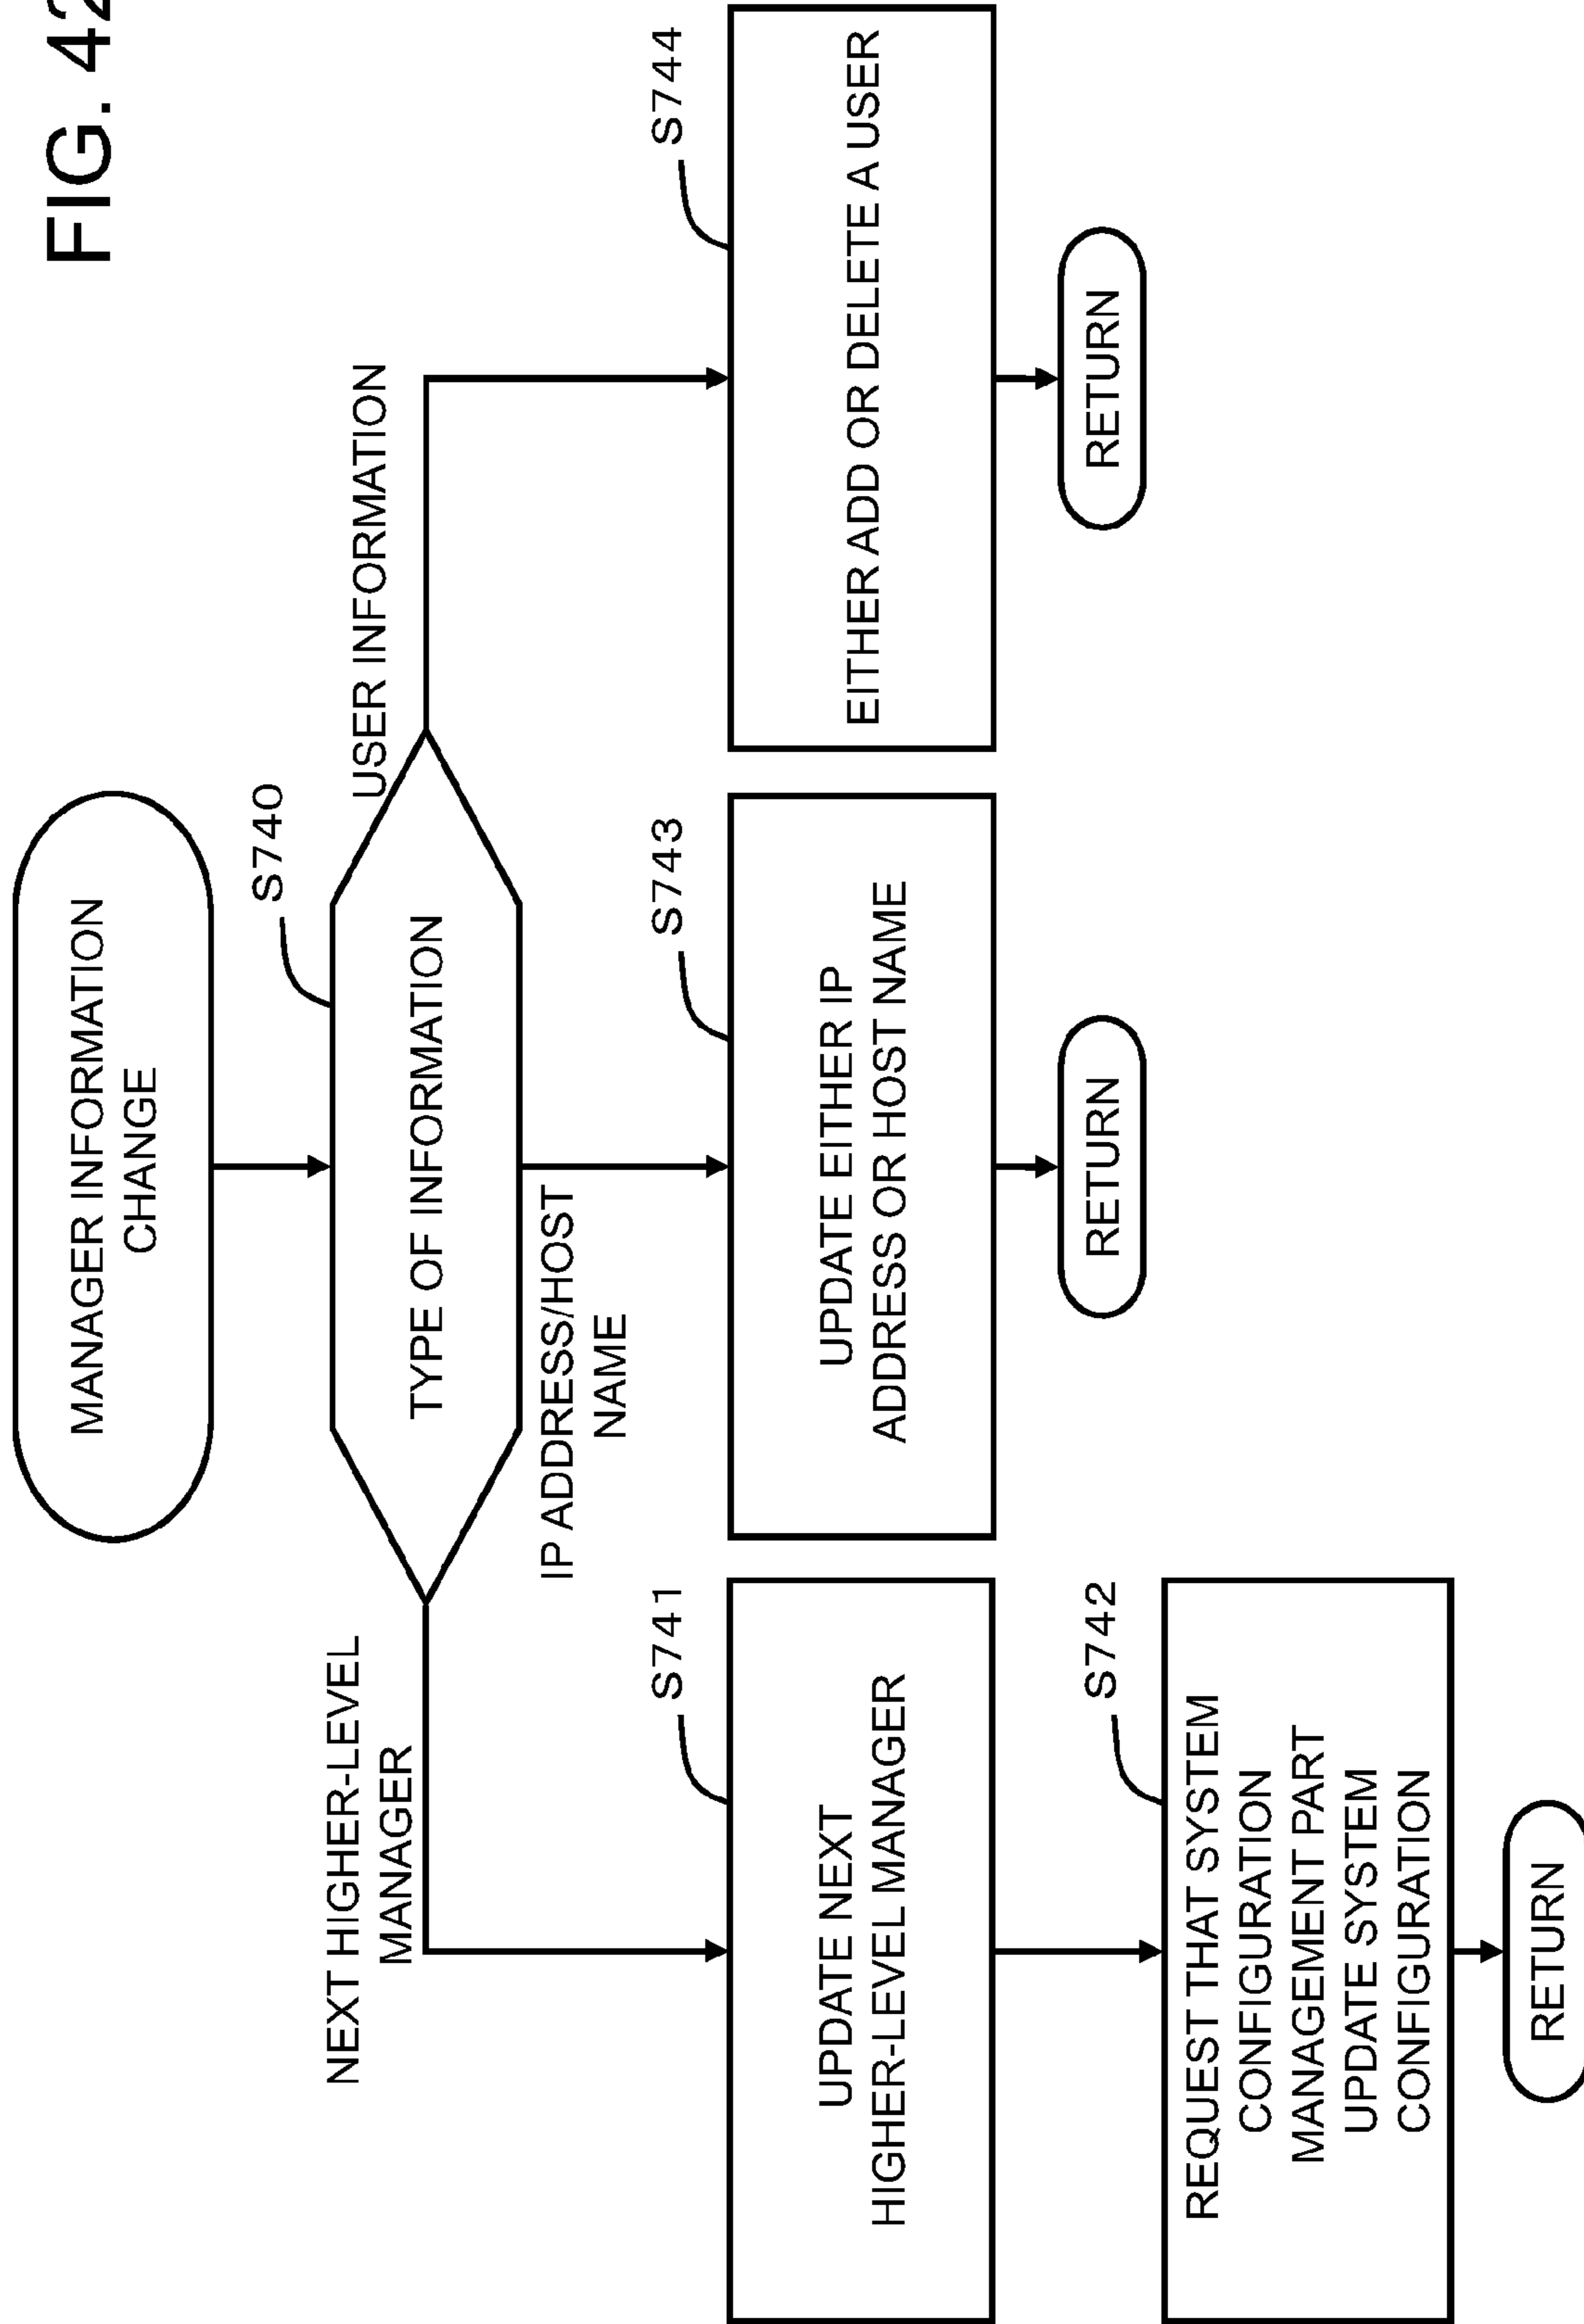 FIG. 42
MANAGER INFORMATION
CHANGE
S740
TYPE OF INFORMATION
NEXT HIGHER-LEVEL
MANAGER
IP ADDRESS/HOST
NAME
USER INFORMATION
S741
UPDATE NEXT
HIGHER-LEVEL MANAGER
S743
UPDATE EITHER IP
ADDRESS OR HOST NAME
S744
EITHER ADD OR DELETE A USER
S742
REQUEST THAT SYSTEM
CONFIGURATION
MANAGEMENT PART
UPDATE SYSTEM
CONFIGURATION
RETURN
RETURN
RETURN